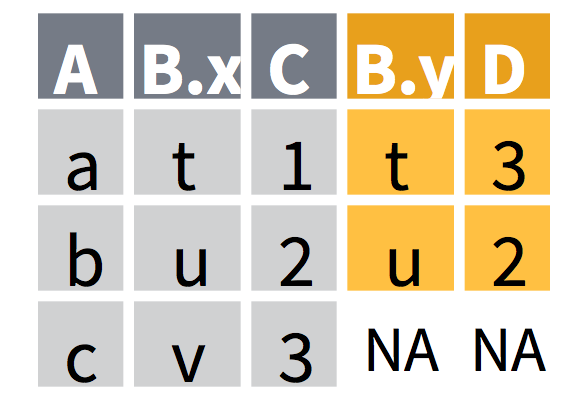 A B.x C B.y D
a t 1 t 3
b u 2 u 2
c v 3 NA NA